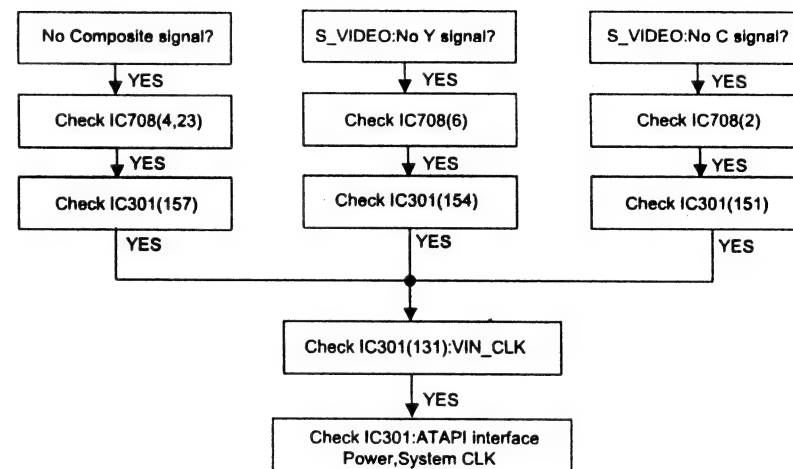 No Composite signal?
S_VIDEO:No Y signal?
S_VIDEO:No C signal?
YES
YES
YES
Check IC708(4,23)
Check IC708(6)
Check IC708(2)
YES
YES
YES
Check IC301(157)
Check IC301(154)
Check IC301(151)
YES
YES
YES
Check IC301(131):VIN_CLK
YES
Check IC301:ATAPI interface
Power,System CLK